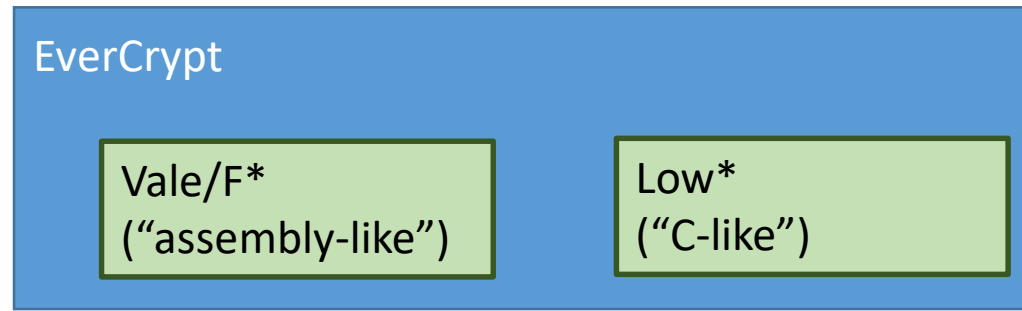 EverCrypt
Vale/F*
(“assembly-like”)
Low*
(“C-like”)